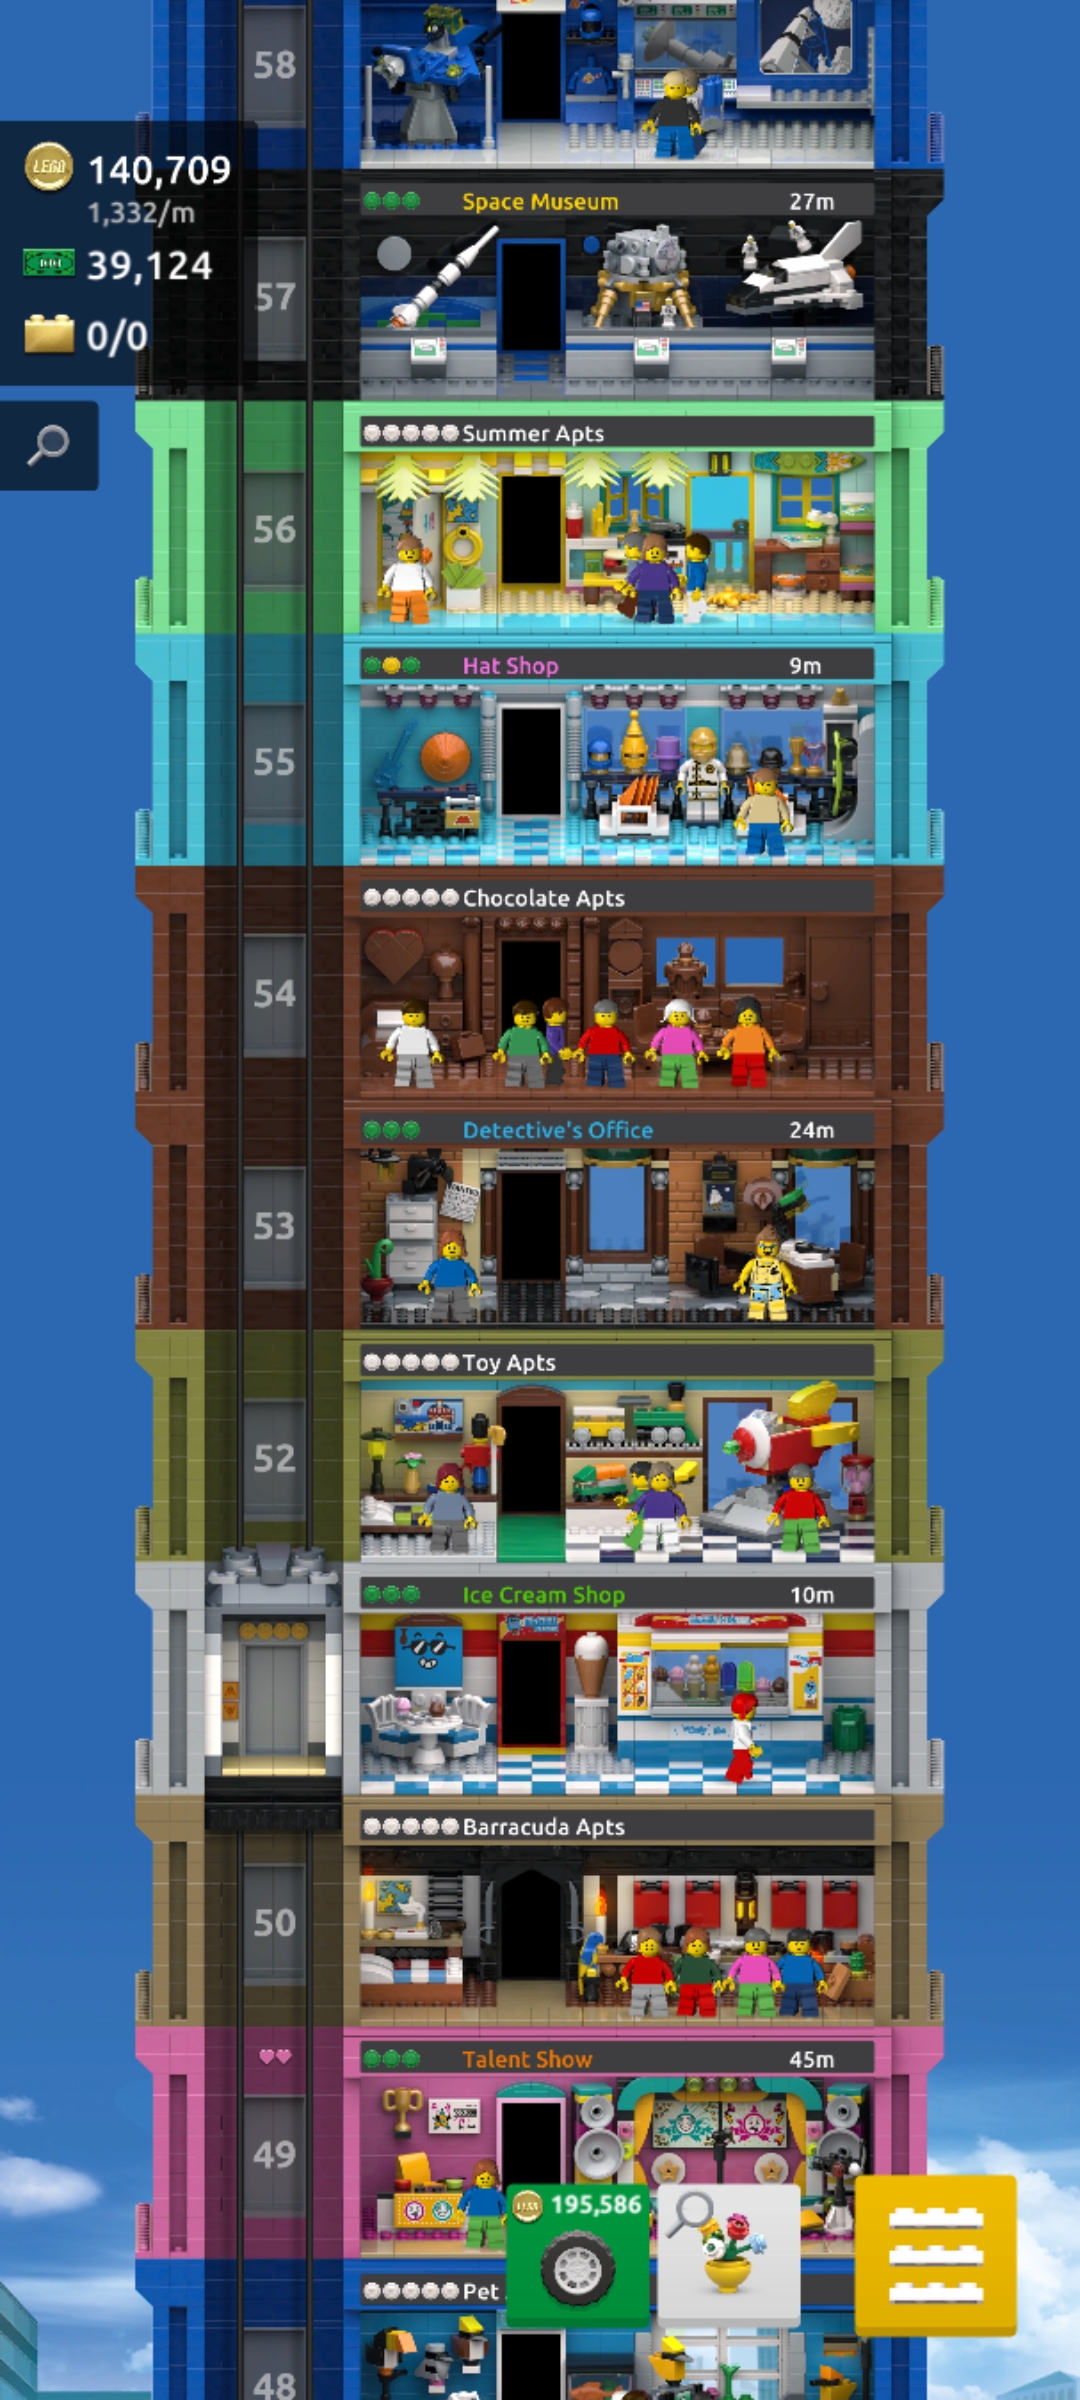 58
LEGO 140,709
1,332/m
39,124
0/0
Space Museum 27m
57
Summer Apts
56
Hat Shop 9m
55
Chocolate Apts
54
Detective's Office 24m
53
Toy Apts
52
Ice Cream Shop 10m
Barracuda Apts
50
Talent Show 45m
49
195,586
Pet
48